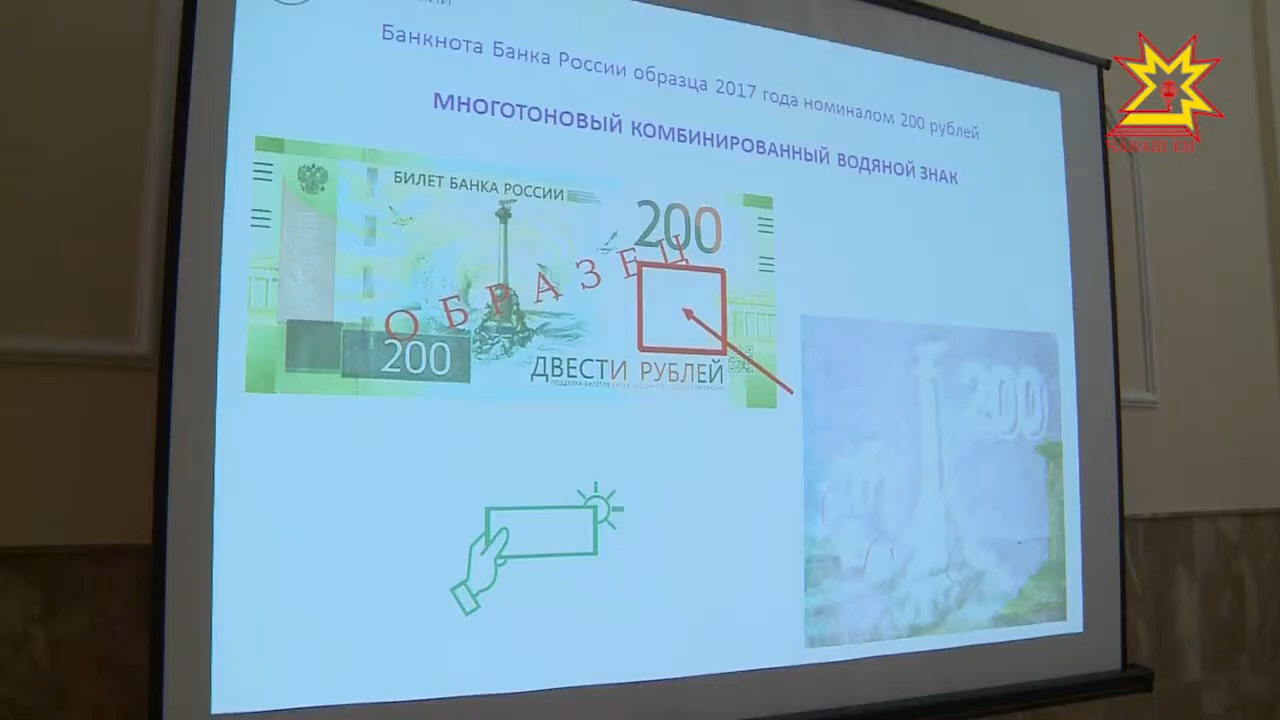 Банкнота Банка России образца 2017 года номиналом 200 рублей
МНОГОТОНОВЫЙ КОМБИНИРОВАННЫЙ ВОДЯНОЙ ЗНАК
БИЛЕТ БАНКА РОССИИ
200
ОБРАЗЕЦ
200
ДВЕСТИ РУБЛЕЙ
200